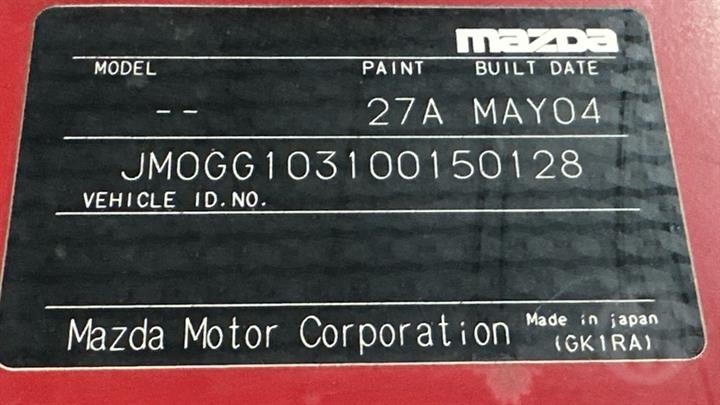 mazda
MODEL PAINT BUILT DATE
-- 27A MAY04
JM0GG103100150128
VEHICLE ID.NO.
Mazda Motor Corporation Made in japan
(GK1RA)